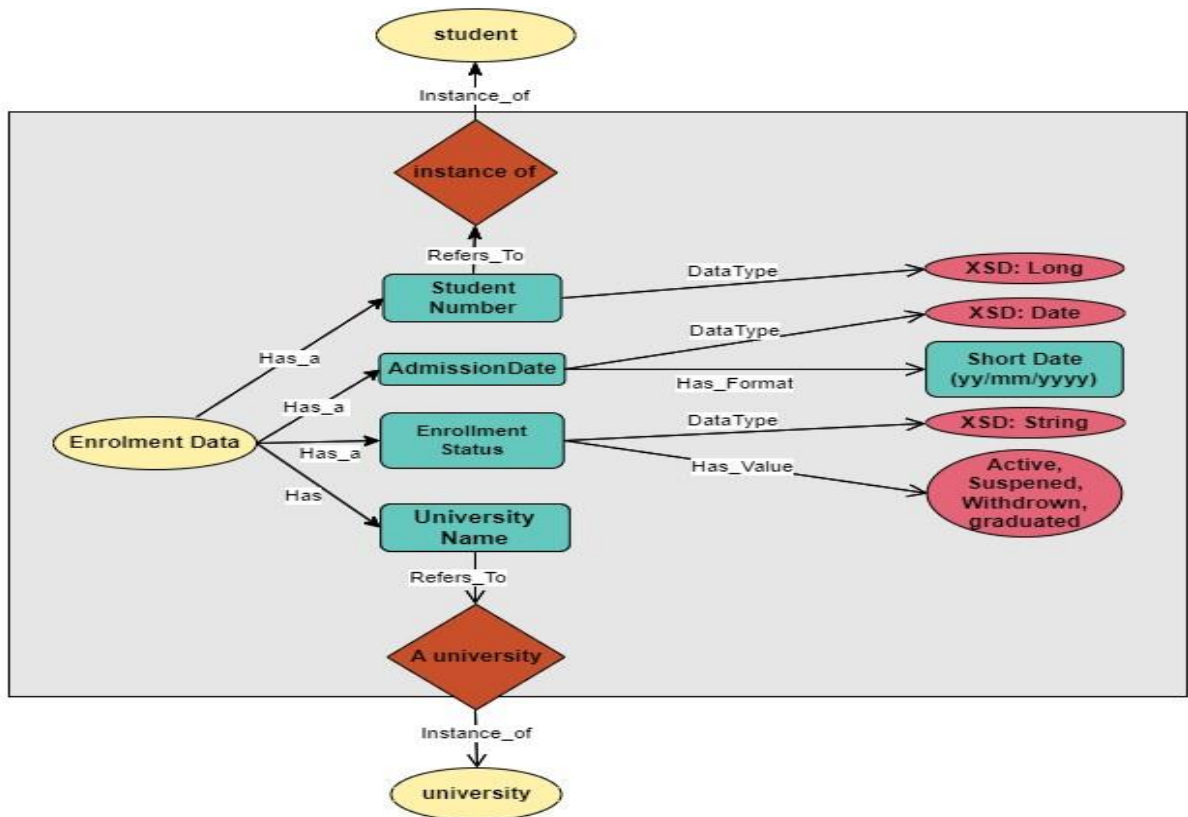 student
Instance_of
instance of
Refers_To
Student
Number
DataType
XSD: Long
Has_a
AdmissionDate
DataType
XSD: Date
Has_Format
Short Date
(yy/mm/yyyy)
Has_a
Enrolment Data
Has_a
Enrollment
Status
DataType
XSD: String
Has_Value
Active,
Suspened,
Withdrown,
graduated
Has
University
Name
Refers_To
A university
Instance_of
university